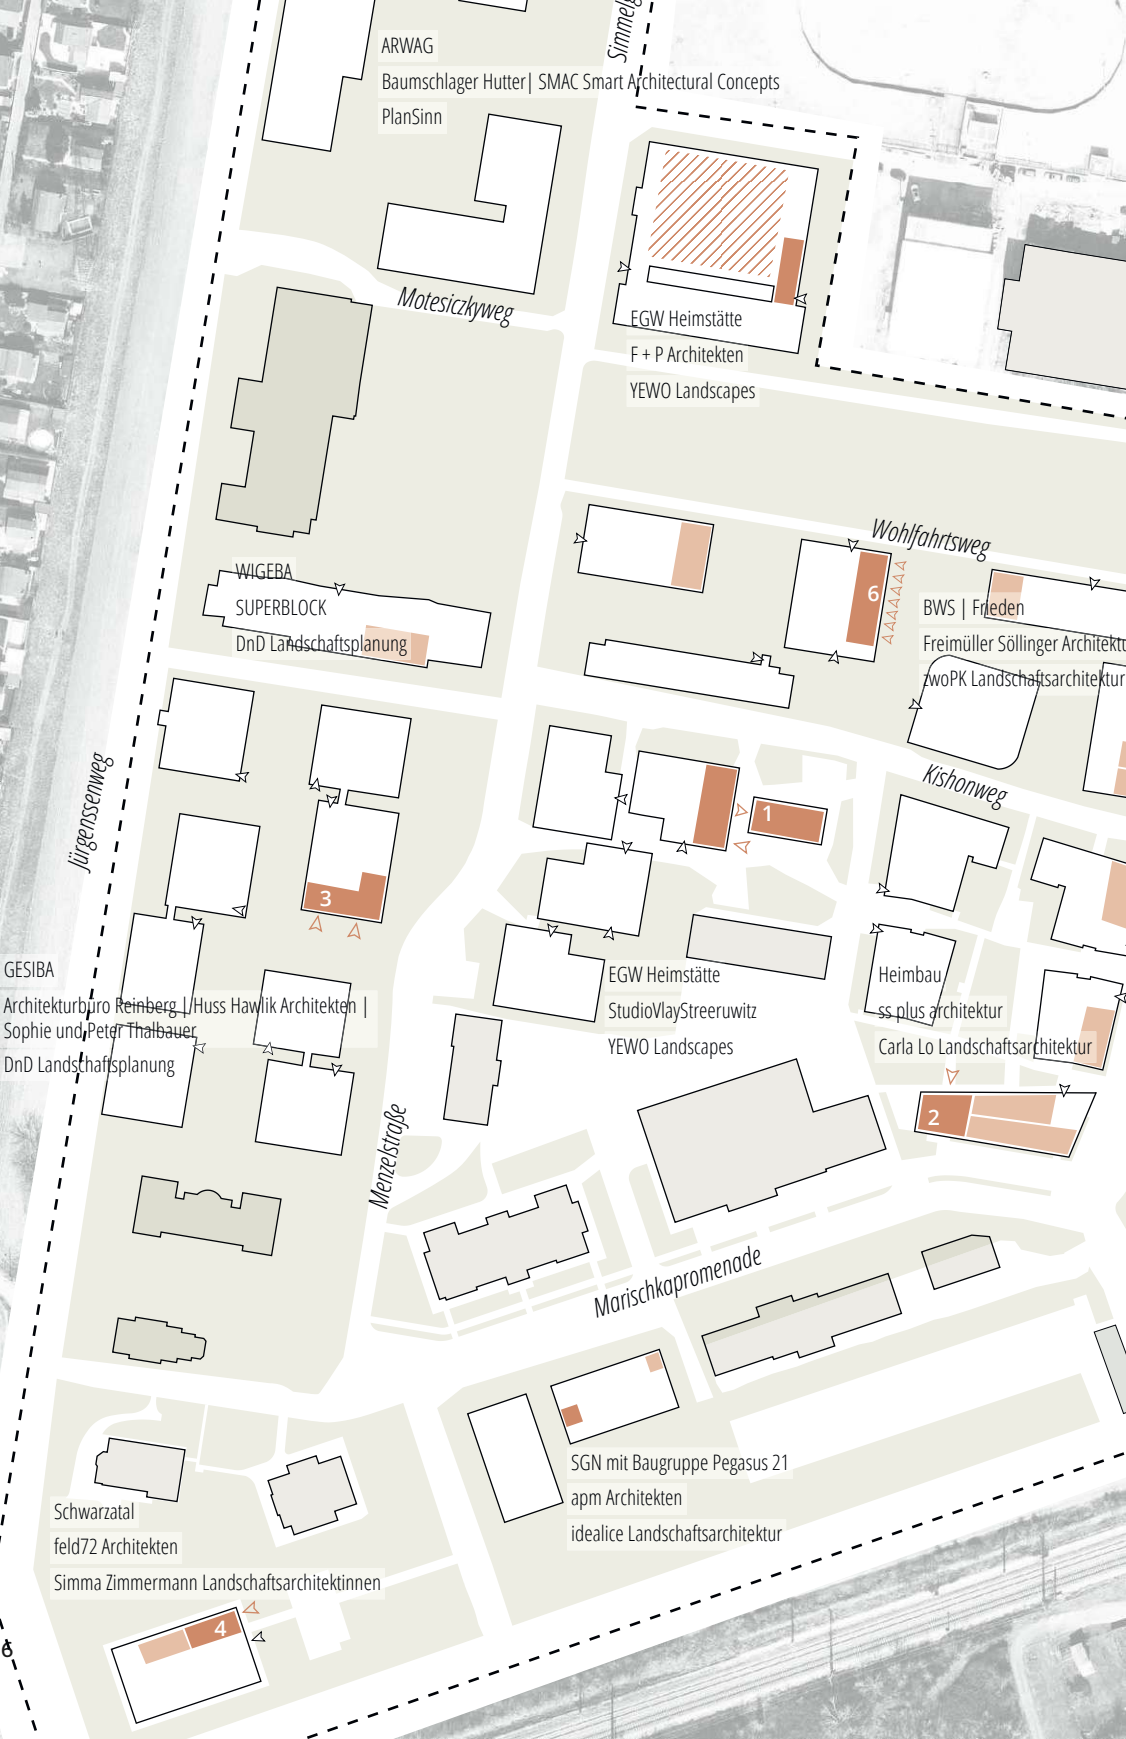 Simmelg
ARWAG
Baumschlager Hutter| SMAC Smart Architectural Concepts
PlanSinn
Motesiczkyweg
EGW Heimstätte
F + P Architekten
YEWO Landscapes
Wohlfahrtsweg
WIGEBA
SUPERBLOCK
DnD Landschaftsplanung
6
BWS | Frieden
Freimüller Söllinger Architektu
zwoPK Landschaftsarchitektur
Jürgenssenweg
Kishonweg
1
3
GESIBA
Architekturbüro Reinberg | Huss Hawlik Architekten |
Sophie und Peter Thalbauer
DnD Landschaftsplanung
EGW Heimstätte
StudioVlayStreeruwitz
YEWO Landscapes
Heimbau
ss plus architektur
Carla Lo Landschaftsarchitektur
2
Menzelstraße
Marischkapromenade
SGN mit Baugruppe Pegasus 21
apm Architekten
idealice Landschaftsarchitektur
Schwarzatal
feld72 Architekten
Simma Zimmermann Landschaftsarchitektinnen
4